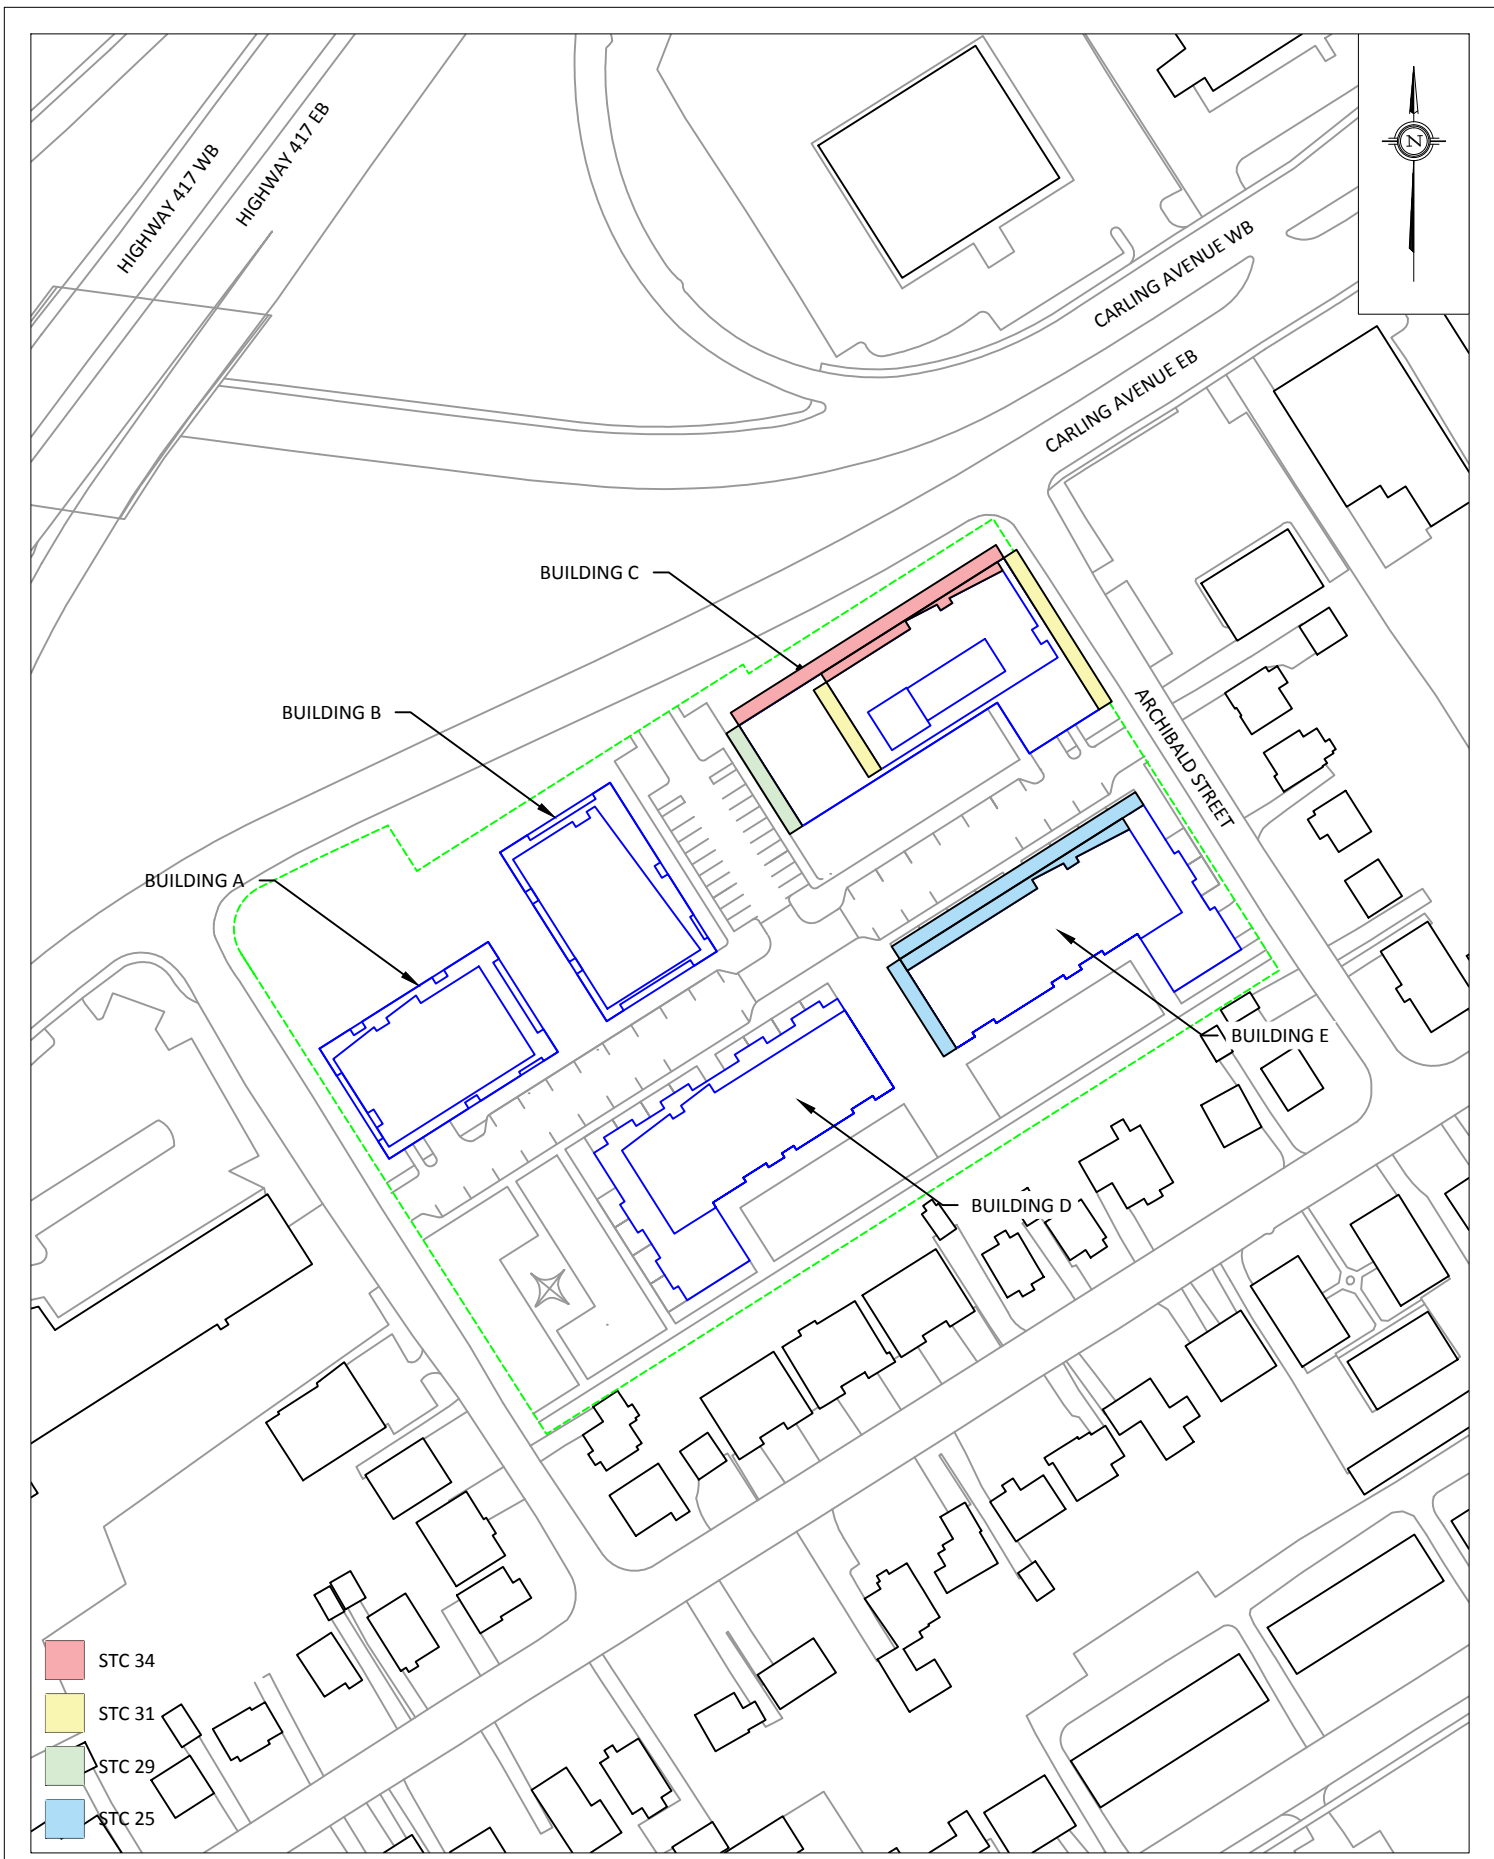 HIGHWAY 417 WB
HIGHWAY 417 EB
N
CARLING AVENUE WB
CARLING AVENUE EB
BUILDING C
BUILDING B
ARCHIBALD STREET
BUILDING A
BUILDING E
BUILDING D
STC 34
STC 31
STC 29
STC 25